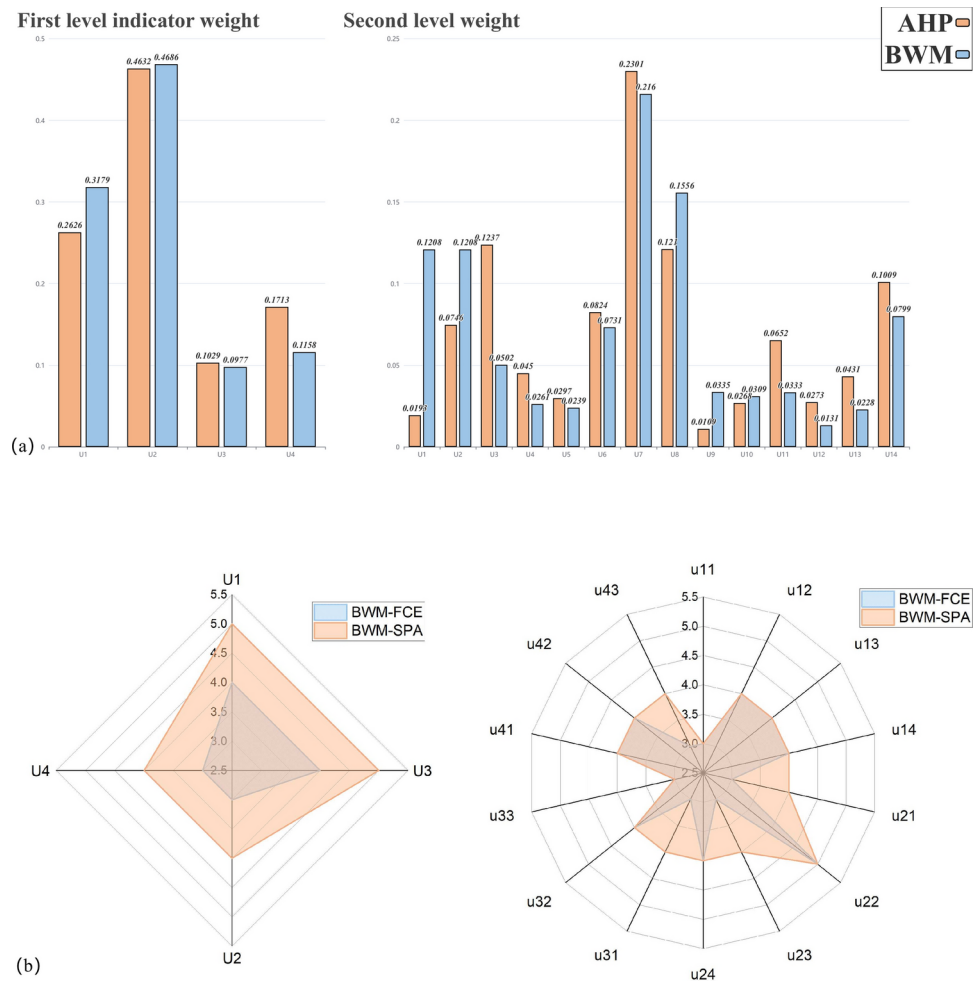 First level indicator weight
Second level weight
AHP
BWM
0.5
0.4
0.3
0.2
0.1
0
0.2626
0.3179
0.4632
0.4686
0.1029
0.0977
0.1713
0.1158
U1
U2
U3
U4
0.25
0.2
0.15
0.1
0.05
0
0.0193
0.1208
0.0746
0.1208
0.1237
0.0502
0.045
0.0261
0.0297
0.0239
0.0824
0.0731
0.2301
0.216
0.121
0.1556
0.0109
0.0335
0.0268
0.0309
0.0652
0.0333
0.0273
0.0131
0.0431
0.0228
0.1009
0.0799
U1
U2
U3
U4
U5
U6
U7
U8
U9
U10
U11
U12
U13
U14
(a)
U1
U3
U2
U4
5.5
5.0
4.5
4.0
3.5
3.0
2.5
BWM-FCE
BWM-SPA
u11
u12
u13
u14
u21
u22
u23
u24
u31
u32
u33
u41
u42
u43
5.5
5.0
4.5
4.0
3.5
3.0
2.5
BWM-FCE
BWM-SPA
(b)